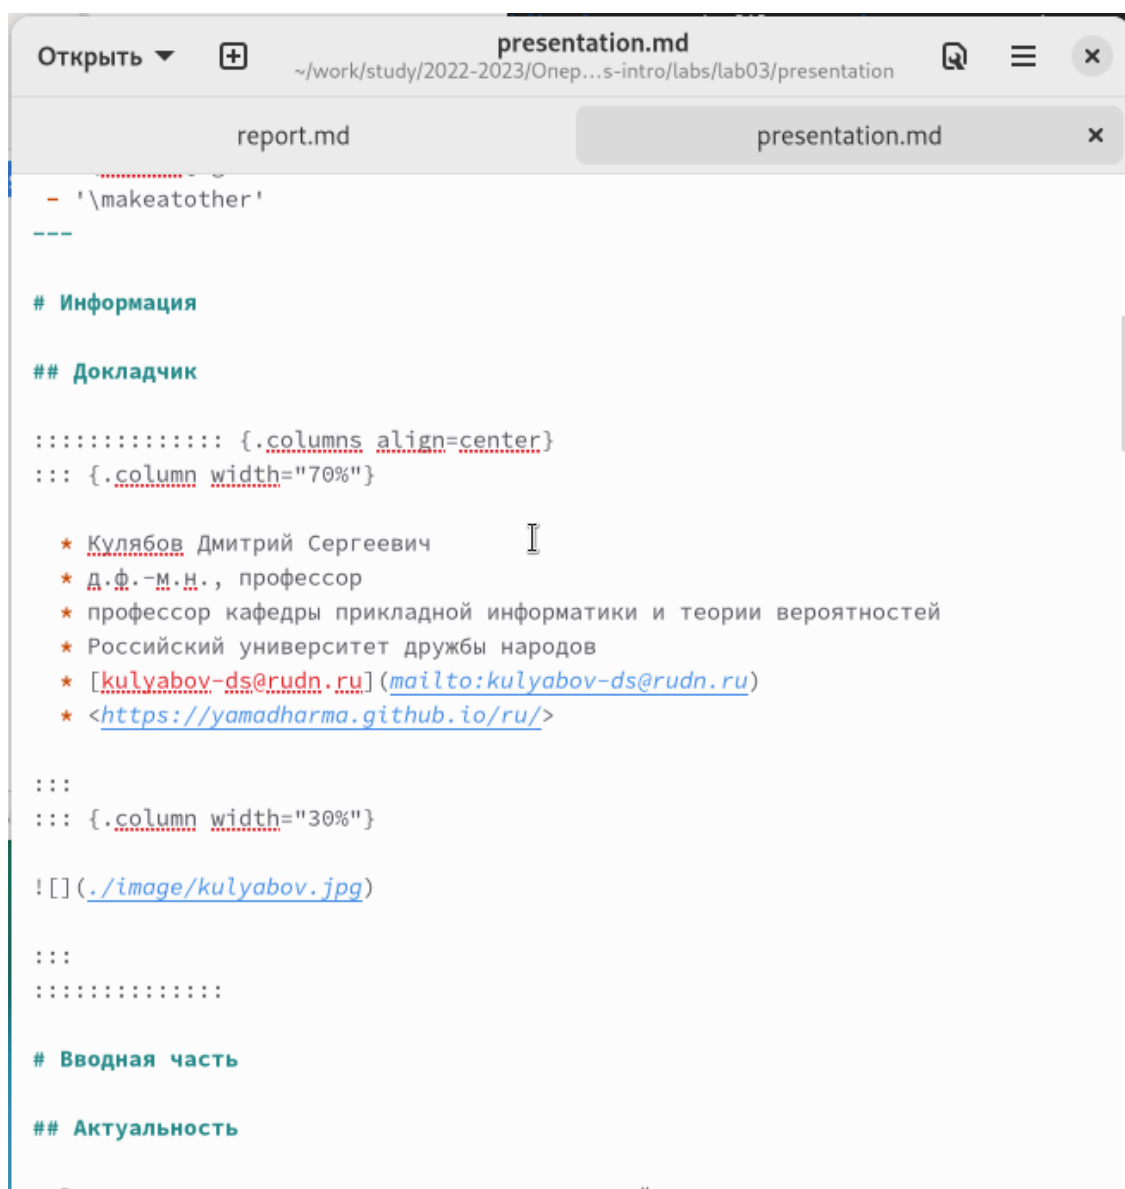 Открыть
presentation.md
~/work/study/2022-2023/Опер...s-intro/labs/lab03/presentation
report.md
presentation.md
- '\makeatother'
---
# Информация
## Докладчик
:::::::::::::: {.columns align=center}
::: {.column width="70%"}
* Кулябов Дмитрий Сергеевич
* д.ф.-м.н., профессор
* профессор кафедры прикладной информатики и теории вероятностей
* Российский университет дружбы народов
* [kulyabov-ds@rudn.ru](mailto:kulyabov-ds@rudn.ru)
* <https://yamadharma.github.io/ru/>
:::
::: {.column width="30%"}
![](./image/kulyabov.jpg)
:::
::::::::::::::
# Вводная часть
## Актуальность